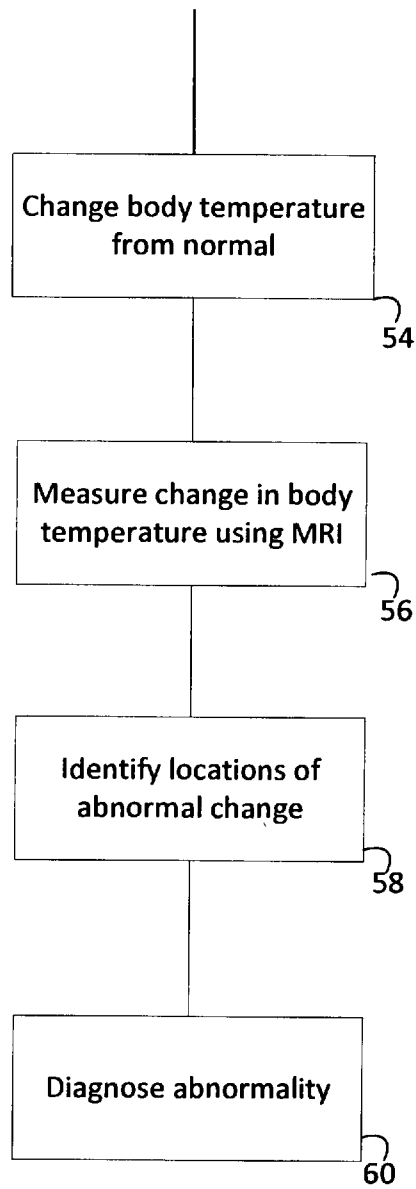 Change body temperature
from normal
54
Measure change in body
temperature using MRI
56
Identify locations of
abnormal change
58
Diagnose abnormality
60